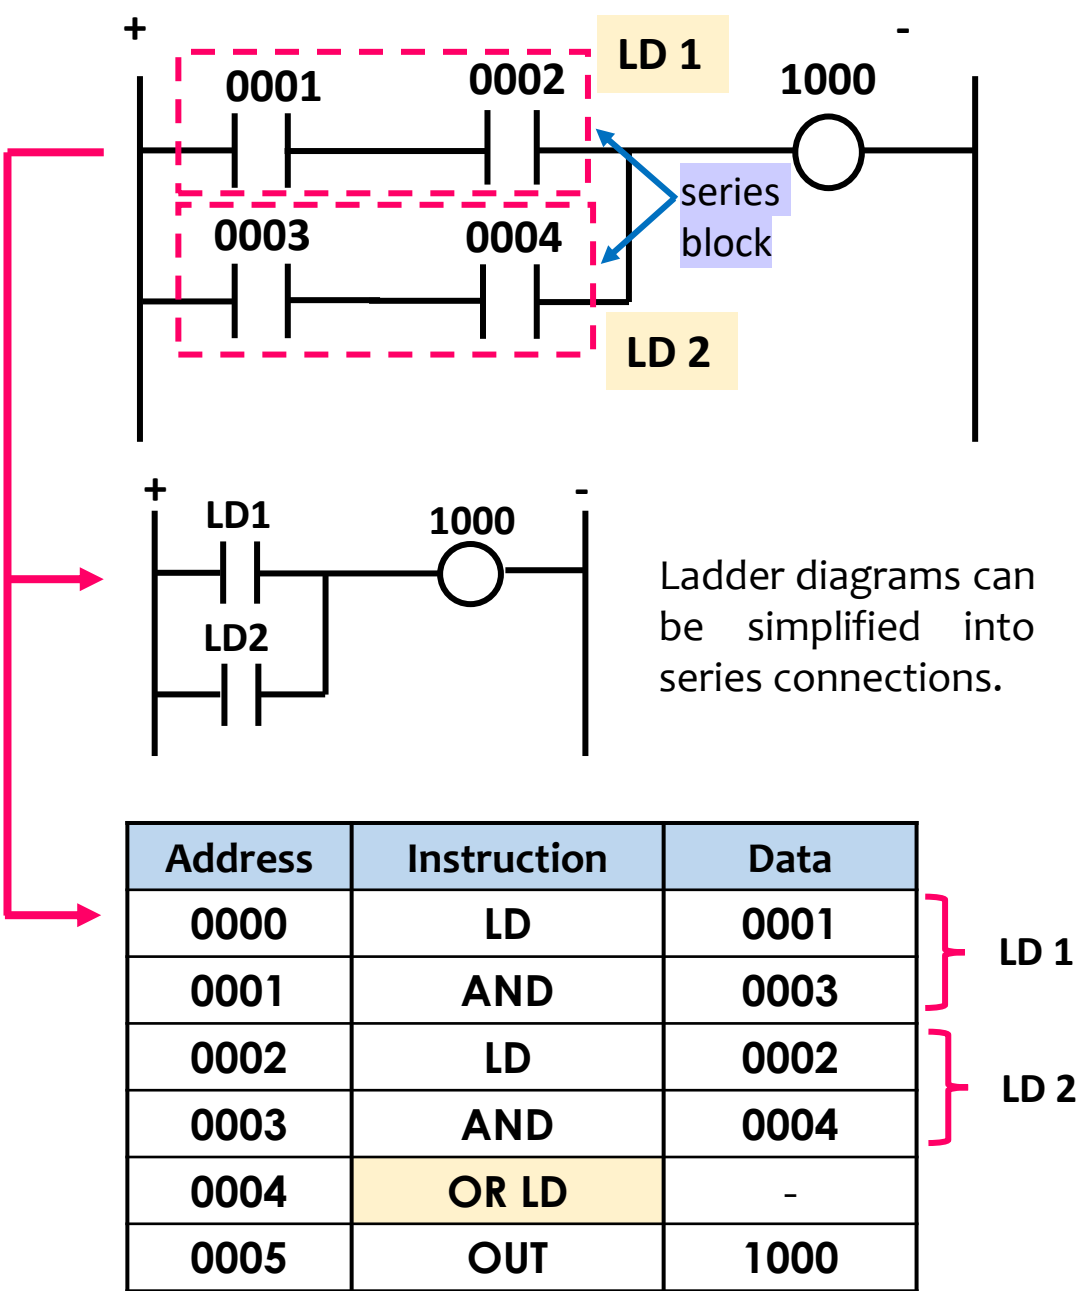 + -
LD 1
0001 0002 1000
series
block
0003 0004
LD 2
+ -
LD1 1000
LD2
Ladder diagrams can
be simplified into
series connections.
Address Instruction Data
0000 LD 0001
0001 AND 0003
LD 1
0002 LD 0002
0003 AND 0004
LD 2
0004 OR LD -
0005 OUT 1000